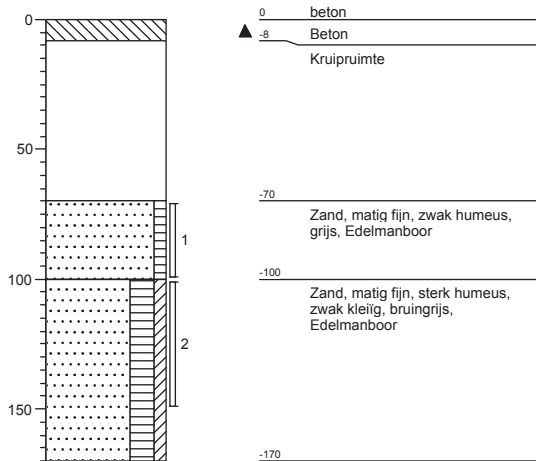 0
50
100
150
1
2
0
beton
-8
Beton
Kruipruimte
-70
Zand, matig fijn, zwak humeus,
grijs, Edelmanboor
-100
Zand, matig fijn, sterk humeus,
zwak kleiïg, bruingrijs,
Edelmanboor
-170